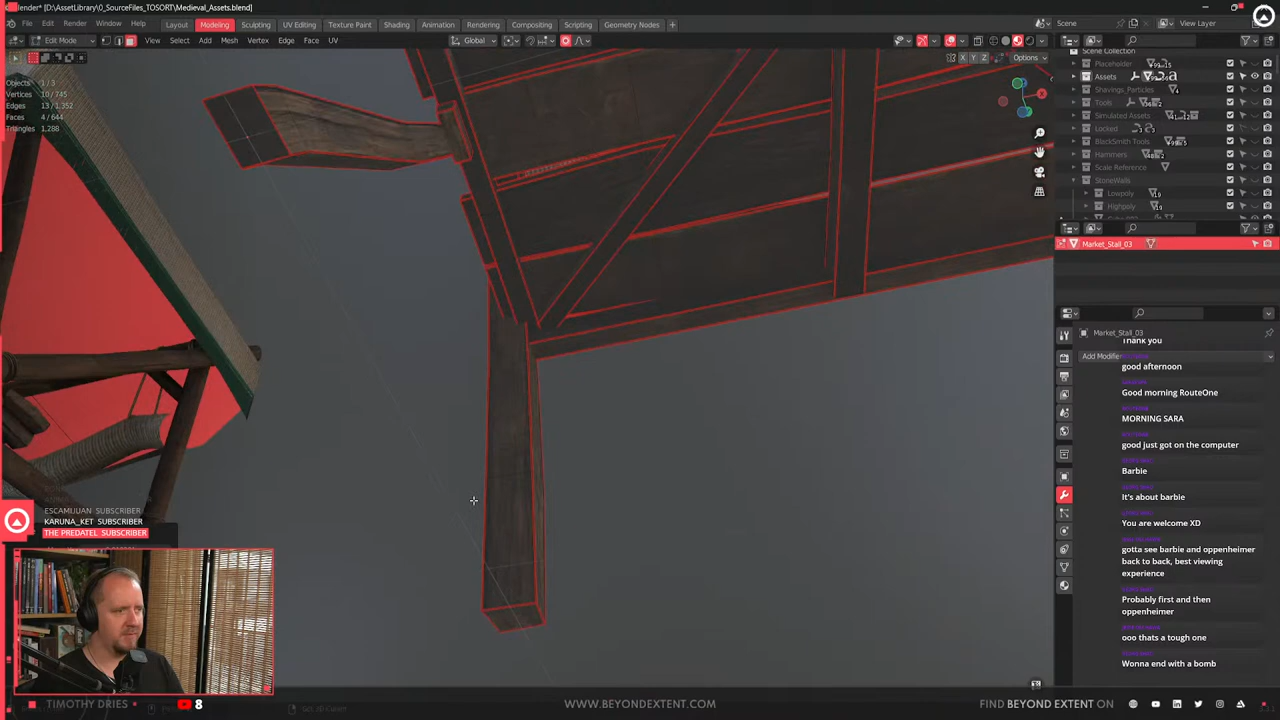 ender* [D:\AssetLibrary\0_SourceFiles_TOSORT\Medieval_Assets.blend]
File Edit Render Window Help
Layout Modeling Sculpting UV Editing Texture Paint Shading Animation Rendering Compositing Scripting Geometry Nodes +
Scene View Layer
Edit Mode View Select Add Mesh Vertex Edge Face UV Global
X Y Z Options
Objects 1/3
Vertices 10/745
Edges 13/1,352
Faces 4/644
Triangles 1,288
Scene Collection
Placeholder
Assets
Shavings_Particles
Tools
Simulated Assets
Locked
BlackSmith Tools
Hammers
Scale Reference
StoneWalls
Lowpoly
Highpoly
Market_Stall_03
Market_Stall_03
Thank you
Add Modifier
good afternoon
Good morning RouteOne
MORNING SARA
good just got on the computer
Barbie
It's about barbie
You are welcome XD
gotta see barbie and oppenheimer
back to back, best viewing
experience
Probably first and then
oppenheimer
ooo thats a tough one
Wonna end with a bomb
ESCAMIJUAN SUBSCRIBER
KARUNA_KET SUBSCRIBER
THE PREDATEL SUBSCRIBER
TIMOTHY DRIES
8
WWW.BEYONDEXTENT.COM
FIND BEYOND EXTENT ON